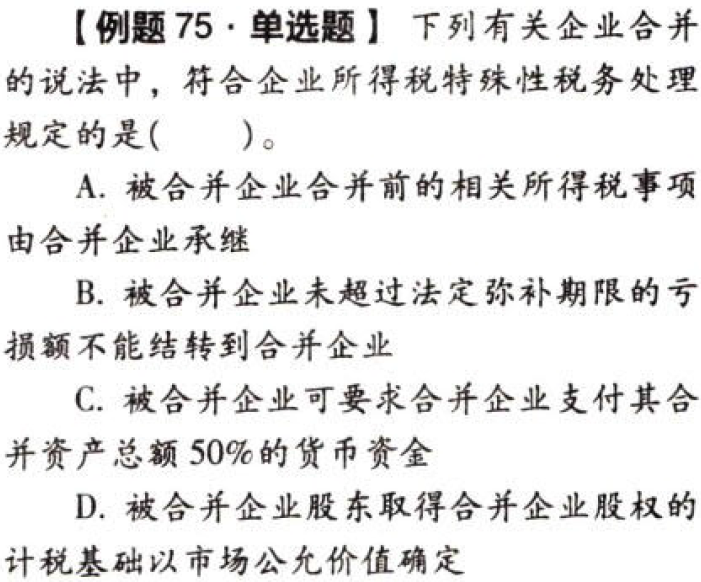 【例题 75·单选题】 下列有关企业合并
的说法中，符合企业所得税特殊性税务处理
规定的是(　　)。
A. 被合并企业合并前的相关所得税事项
由合并企业承继
B. 被合并企业未超过法定弥补期限的亏
损额不能结转到合并企业
C. 被合并企业可要求合并企业支付其合
并资产总额 50%的货币资金
D. 被合并企业股东取得合并企业股权的
计税基础以市场公允价值确定